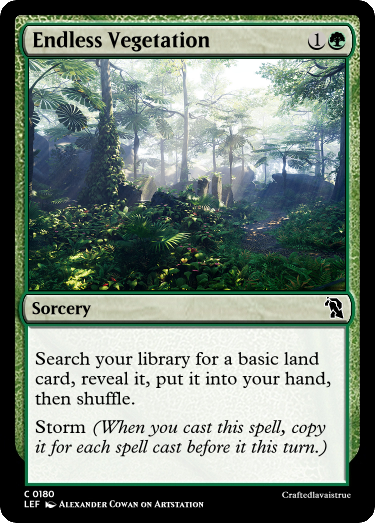 Endless Vegetation 1
Sorcery
Search your library for a basic land
card, reveal it, put it into your hand,
then shuffle.
Storm (When you cast this spell, copy
it for each spell cast before it this turn.)
C 0180
LEF Alexander Cowan on Artstation
Craftedlavaistrue